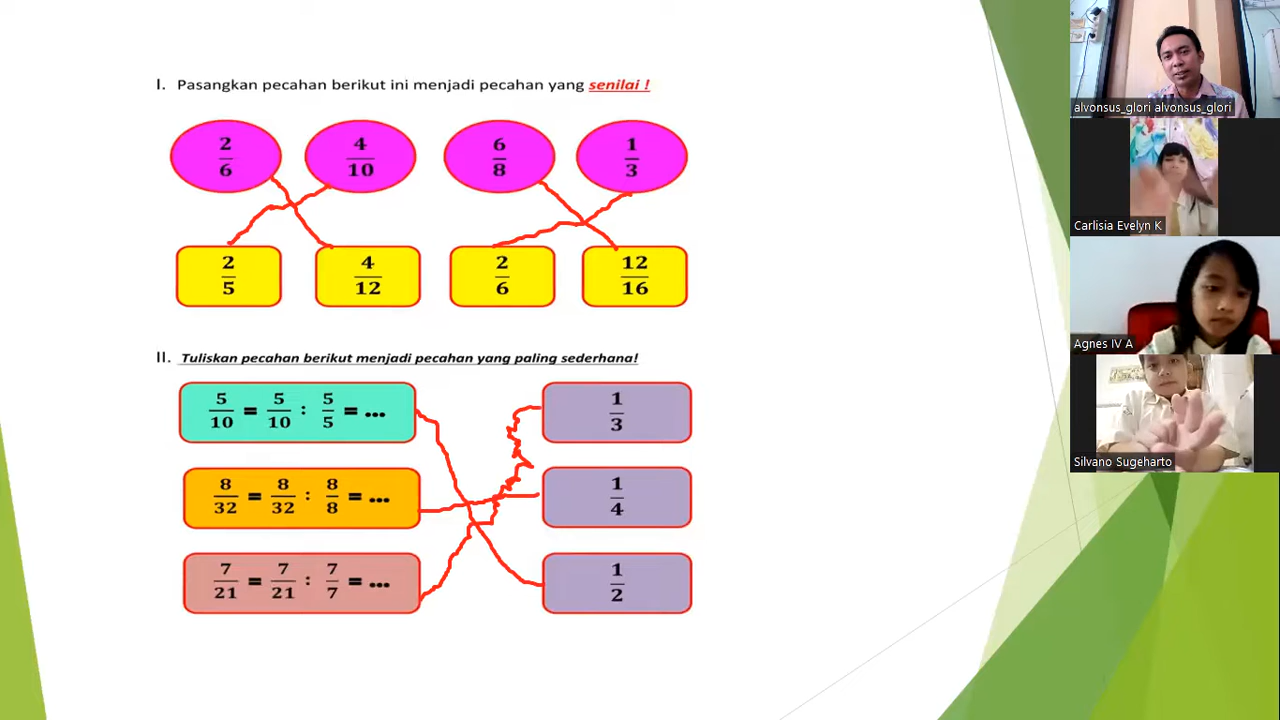 I. Pasangkan pecahan berikut ini menjadi pecahan yang senilai !
2/6 4/10 6/8 1/3
2/5 4/12 2/6 12/16
II. Tuliskan pecahan berikut menjadi pecahan yang paling sederhana!
5/10 = 5/10 : 5/5 = ... 1/3
8/32 = 8/32 : 8/8 = ... 1/4
7/21 = 7/21 : 7/7 = ... 1/2
alvonsus_glori alvonsus_glori
Carlisia Evelyn K
Agnes IV A
Silvano Sugeharto